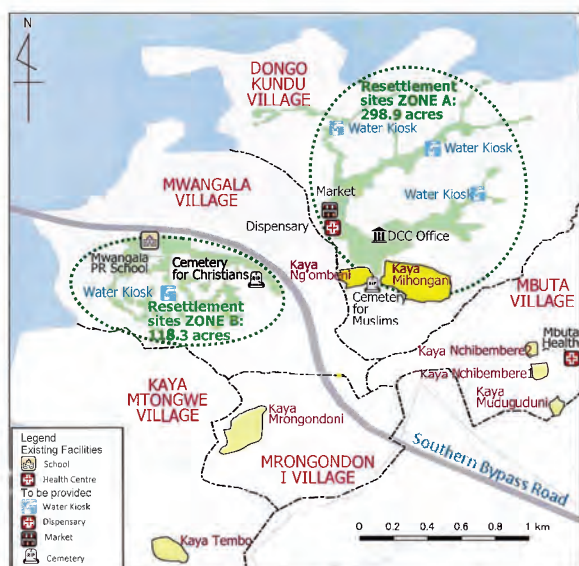 N
DONGO
KUNDU
VILLAGE
Resettlement
sites ZONE A:
298.9 acres
Water Kiosk
Water Kiosk
MWANGALA
VILLAGE
Market
Water Kiosk
Dispensary
DCC Office
Mwangala
PR School
Cemetery
for Christians
Kaya
Ng'ombeni
Kaya
Mihongan
MBUTA
VILLAGE
Water Kiosk
Cemetery
for
Muslims
Resettlement
sites ZONE B:
118.3 acres
Mbuta
Health
Kaya Nchibembere2
Kaya Nchibembere1
KAYA
MTONGWE
VILLAGE
Kaya
Mrongondoni
Kaya
Muduguduni
Southern Bypass Road
MRONGONDON
I VILLAGE
Legend
Existing Facilities
School
Health Centre
To be provided
Water Kiosk
Dispensary
Market
Cemetery
RIP
RIP
RIP
Kaya Tembo
0 0.2 0.4 0.6 0.8 1 km